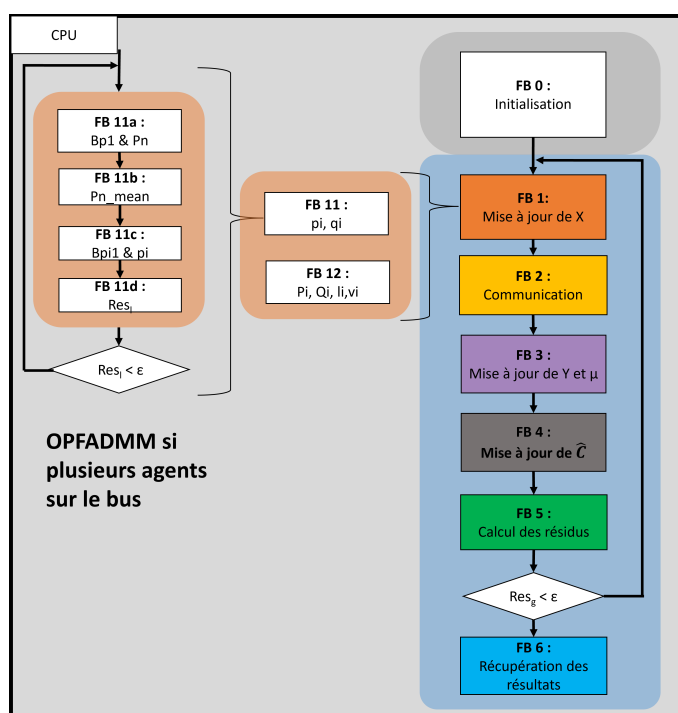 CPU
FB 11a :
Bp1 & Pn
FB 11b :
Pn_mean
FB 11c :
Bpi1 & pi
FB 11d :
Resₗ
Resₗ < ε
OPFADMM si
plusieurs agents
sur le bus
FB 11 :
pi, qi
FB 12 :
Pi, Qi, li,vi
FB 0 :
Initialisation
FB 1:
Mise à jour de X
FB 2 :
Communication
FB 3 :
Mise à jour de Y et μ
FB 4 :
Mise à jour de Ĉ
FB 5 :
Calcul des résidus
Res_g < ε
FB 6 :
Récupération des
résultats